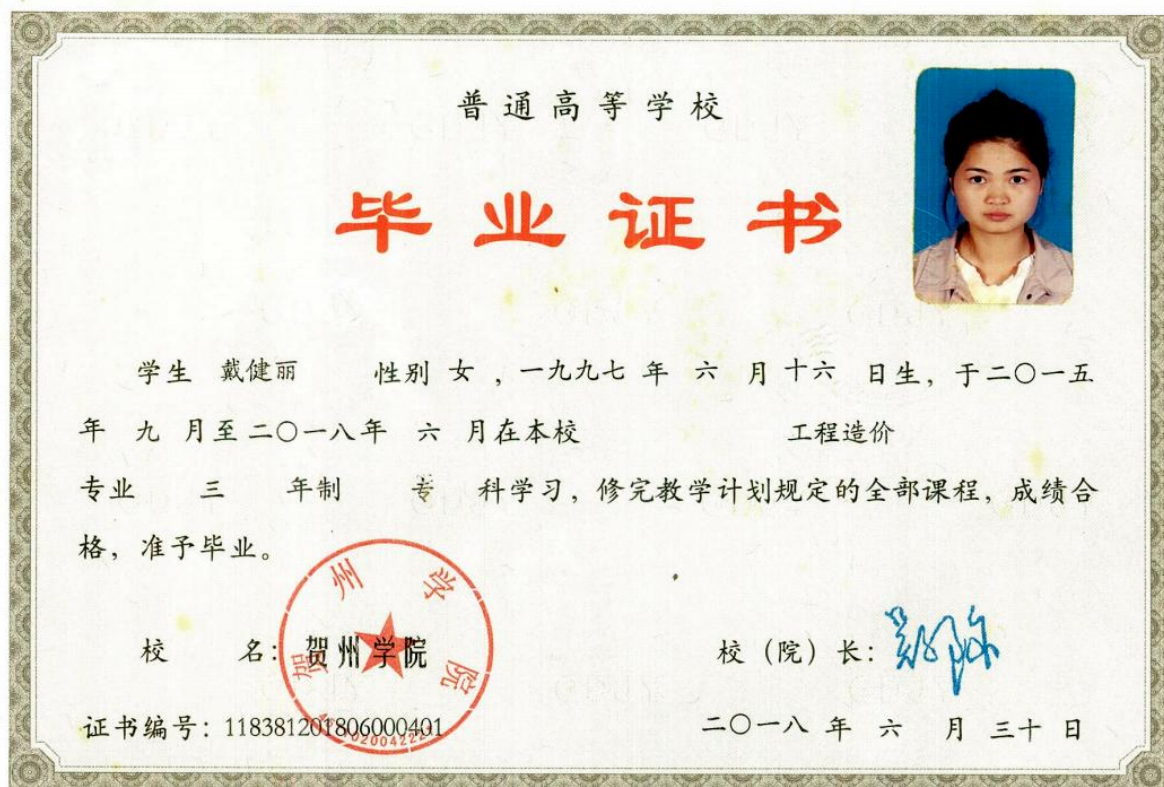 普通高等学校
毕业证书
学生 戴健丽 性别 女 ，一九九七 年 六 月 十六 日生，于二〇一五
年 九 月至二〇一八年 六 月在本校 工程造价
专业 三 年制 专 科学习，修完教学计划规定的全部课程，成绩合
格，准予毕业。
校 名：贺州学院
贺州学院
校（院）长：
证书编号：118381201806000401
二〇一八 年 六 月 三十 日